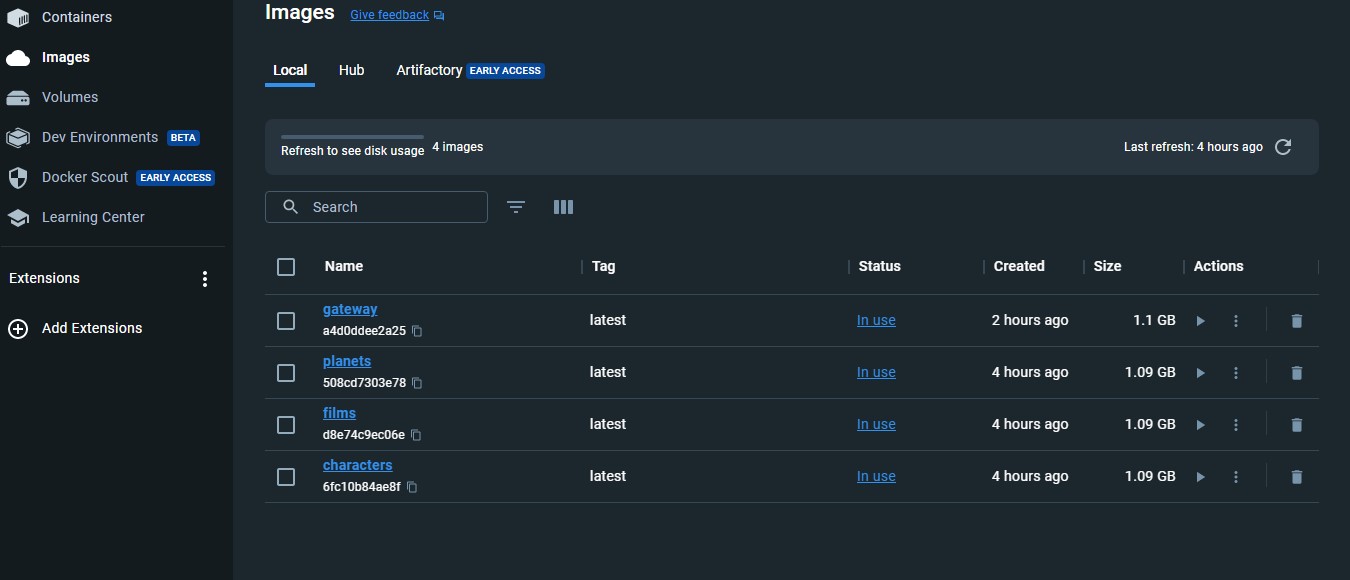 Containers
Images
Volumes
Dev Environments BETA
Docker Scout EARLY ACCESS
Learning Center
Extensions
Add Extensions
Images Give feedback
Local Hub Artifactory EARLY ACCESS
Refresh to see disk usage 4 images Last refresh: 4 hours ago
Search
Name Tag Status Created Size Actions
gateway
a4d0ddee2a25
latest In use 2 hours ago 1.1 GB
planets
508cd7303e78
latest In use 4 hours ago 1.09 GB
films
d8e74c9ec06e
latest In use 4 hours ago 1.09 GB
characters
6fc10b84ae8f
latest In use 4 hours ago 1.09 GB